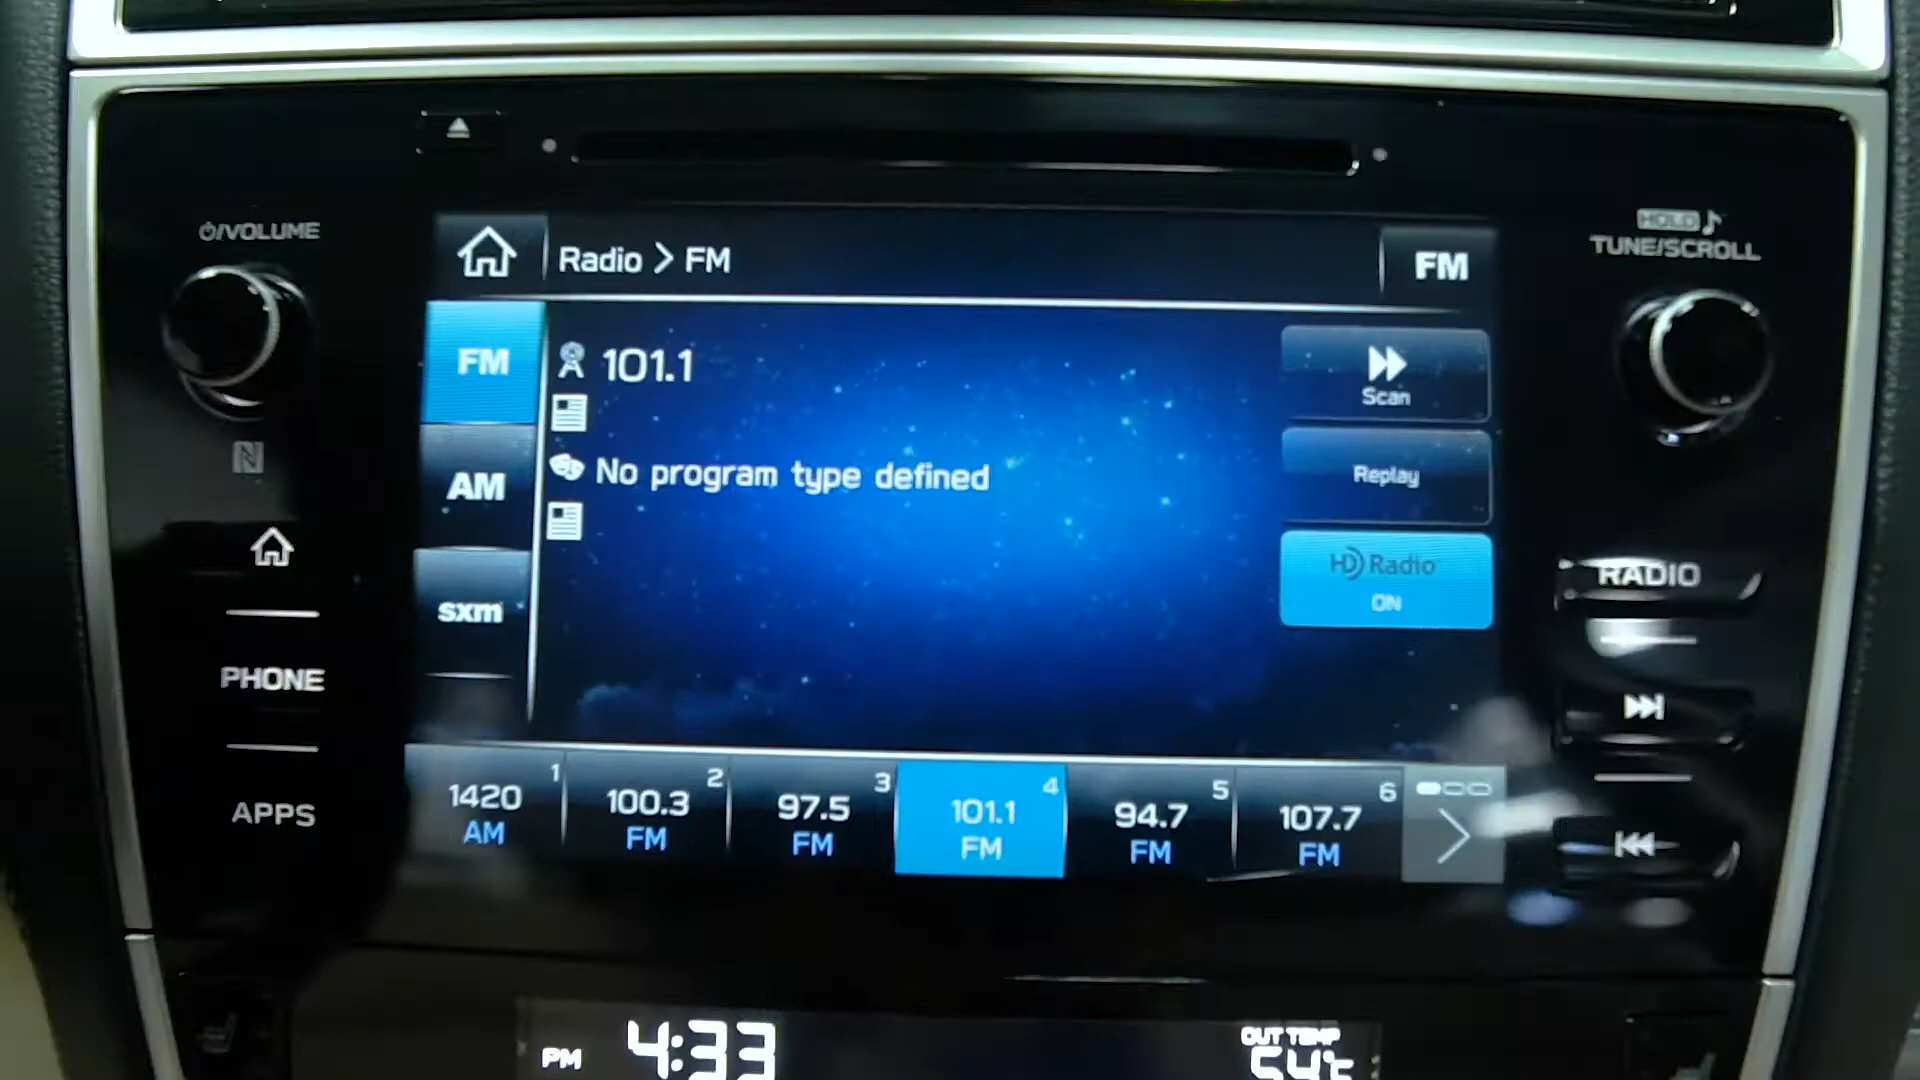 ⏻/VOLUME
HOLD ♪
TUNE/SCROLL
Radio > FM
FM
FM
101.1
Scan
AM
No program type defined
Replay
HD Radio
ON
sxm
RADIO
PHONE
APPS
1 1420 AM
2 100.3 FM
3 97.5 FM
4 101.1 FM
5 94.7 FM
6 107.7 FM
PM 4:33
OUT TEMP